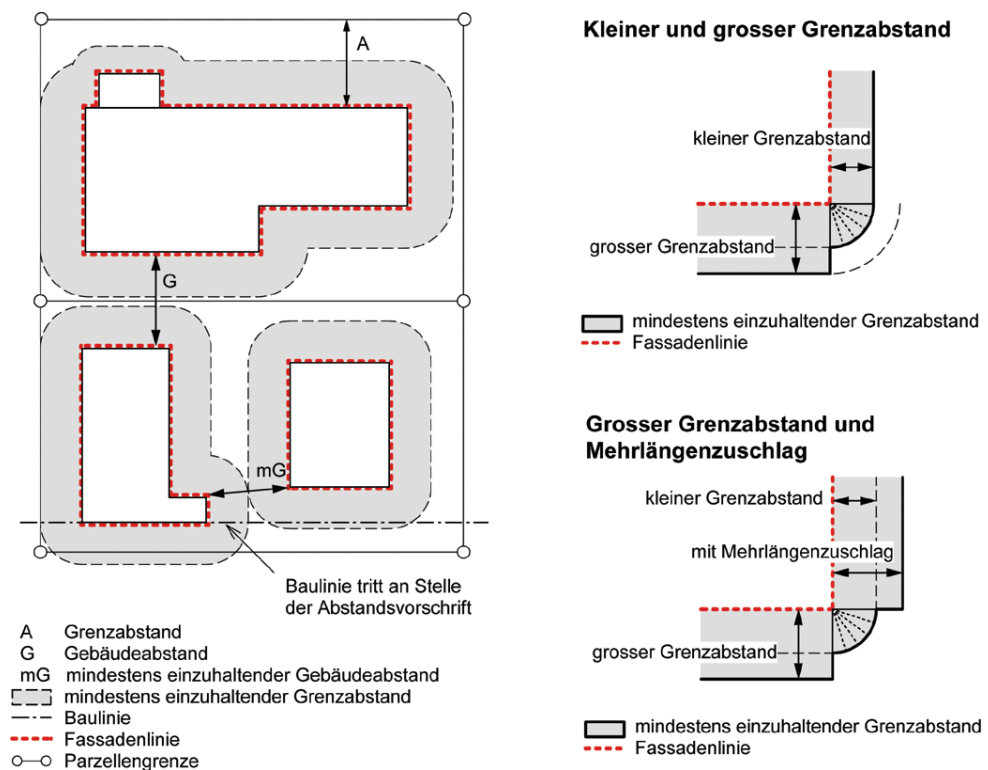 A
G
mG
Baulinie tritt an Stelle
der Abstandsvorschrift
A Grenzabstand
G Gebäudeabstand
mG mindestens einzuhaltender Gebäudeabstand
mindestens einzuhaltender Grenzabstand
Baulinie
Fassadenlinie
Parzellengrenze
Kleiner und grosser Grenzabstand
kleiner Grenzabstand
grosser Grenzabstand
mindestens einzuhaltender Grenzabstand
Fassadenlinie
Grosser Grenzabstand und
Mehrlängenzuschlag
kleiner Grenzabstand
mit Mehrlängenzuschlag
grosser Grenzabstand
mindestens einzuhaltender Grenzabstand
Fassadenlinie